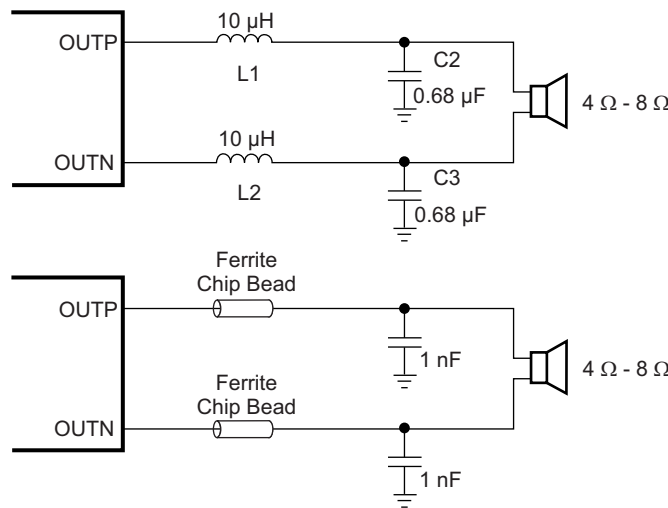 10 µH
OUTP
L1
C2
0.68 µF
4 Ω - 8 Ω
10 µH
OUTN
L2
C3
0.68 µF
Ferrite
Chip Bead
OUTP
1 nF
4 Ω - 8 Ω
Ferrite
Chip Bead
OUTN
1 nF